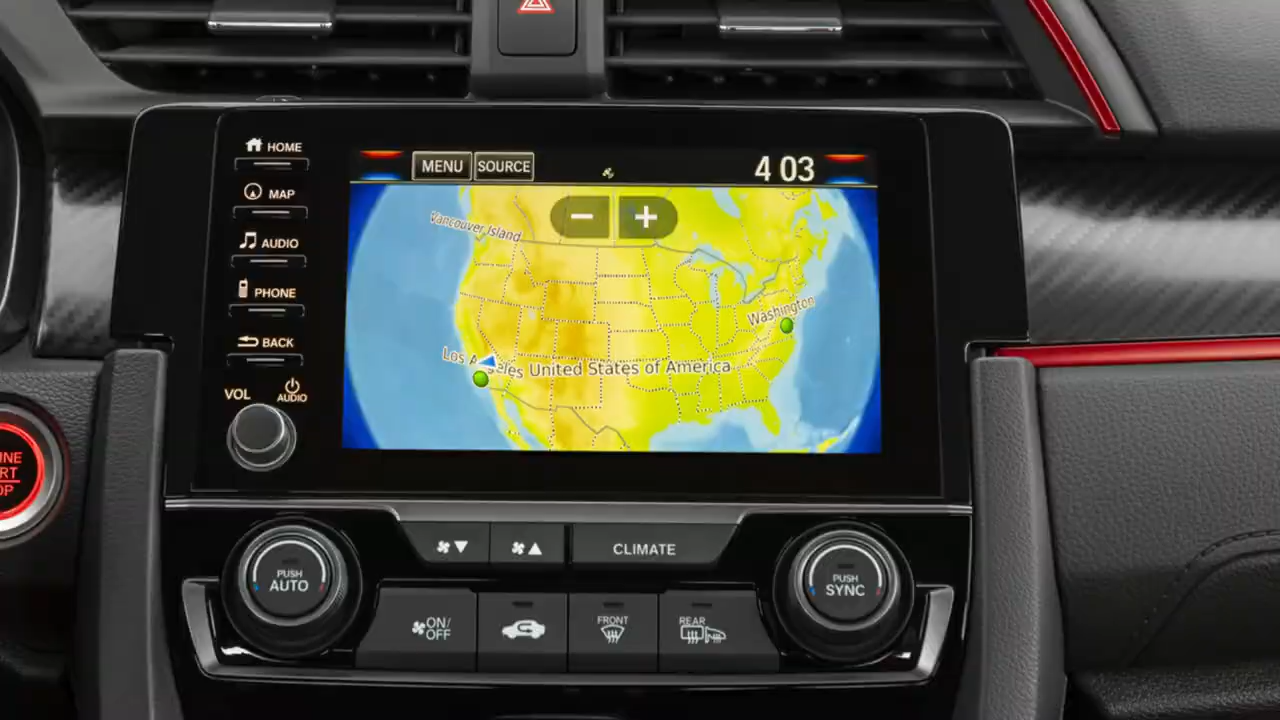 HOME
MENU
SOURCE
4 03
MAP
Vancouver Island
AUDIO
PHONE
Washington
BACK
United States of America
VOL
AUDIO
CLIMATE
PUSH
AUTO
PUSH
SYNC
ON/
OFF
FRONT
REAR